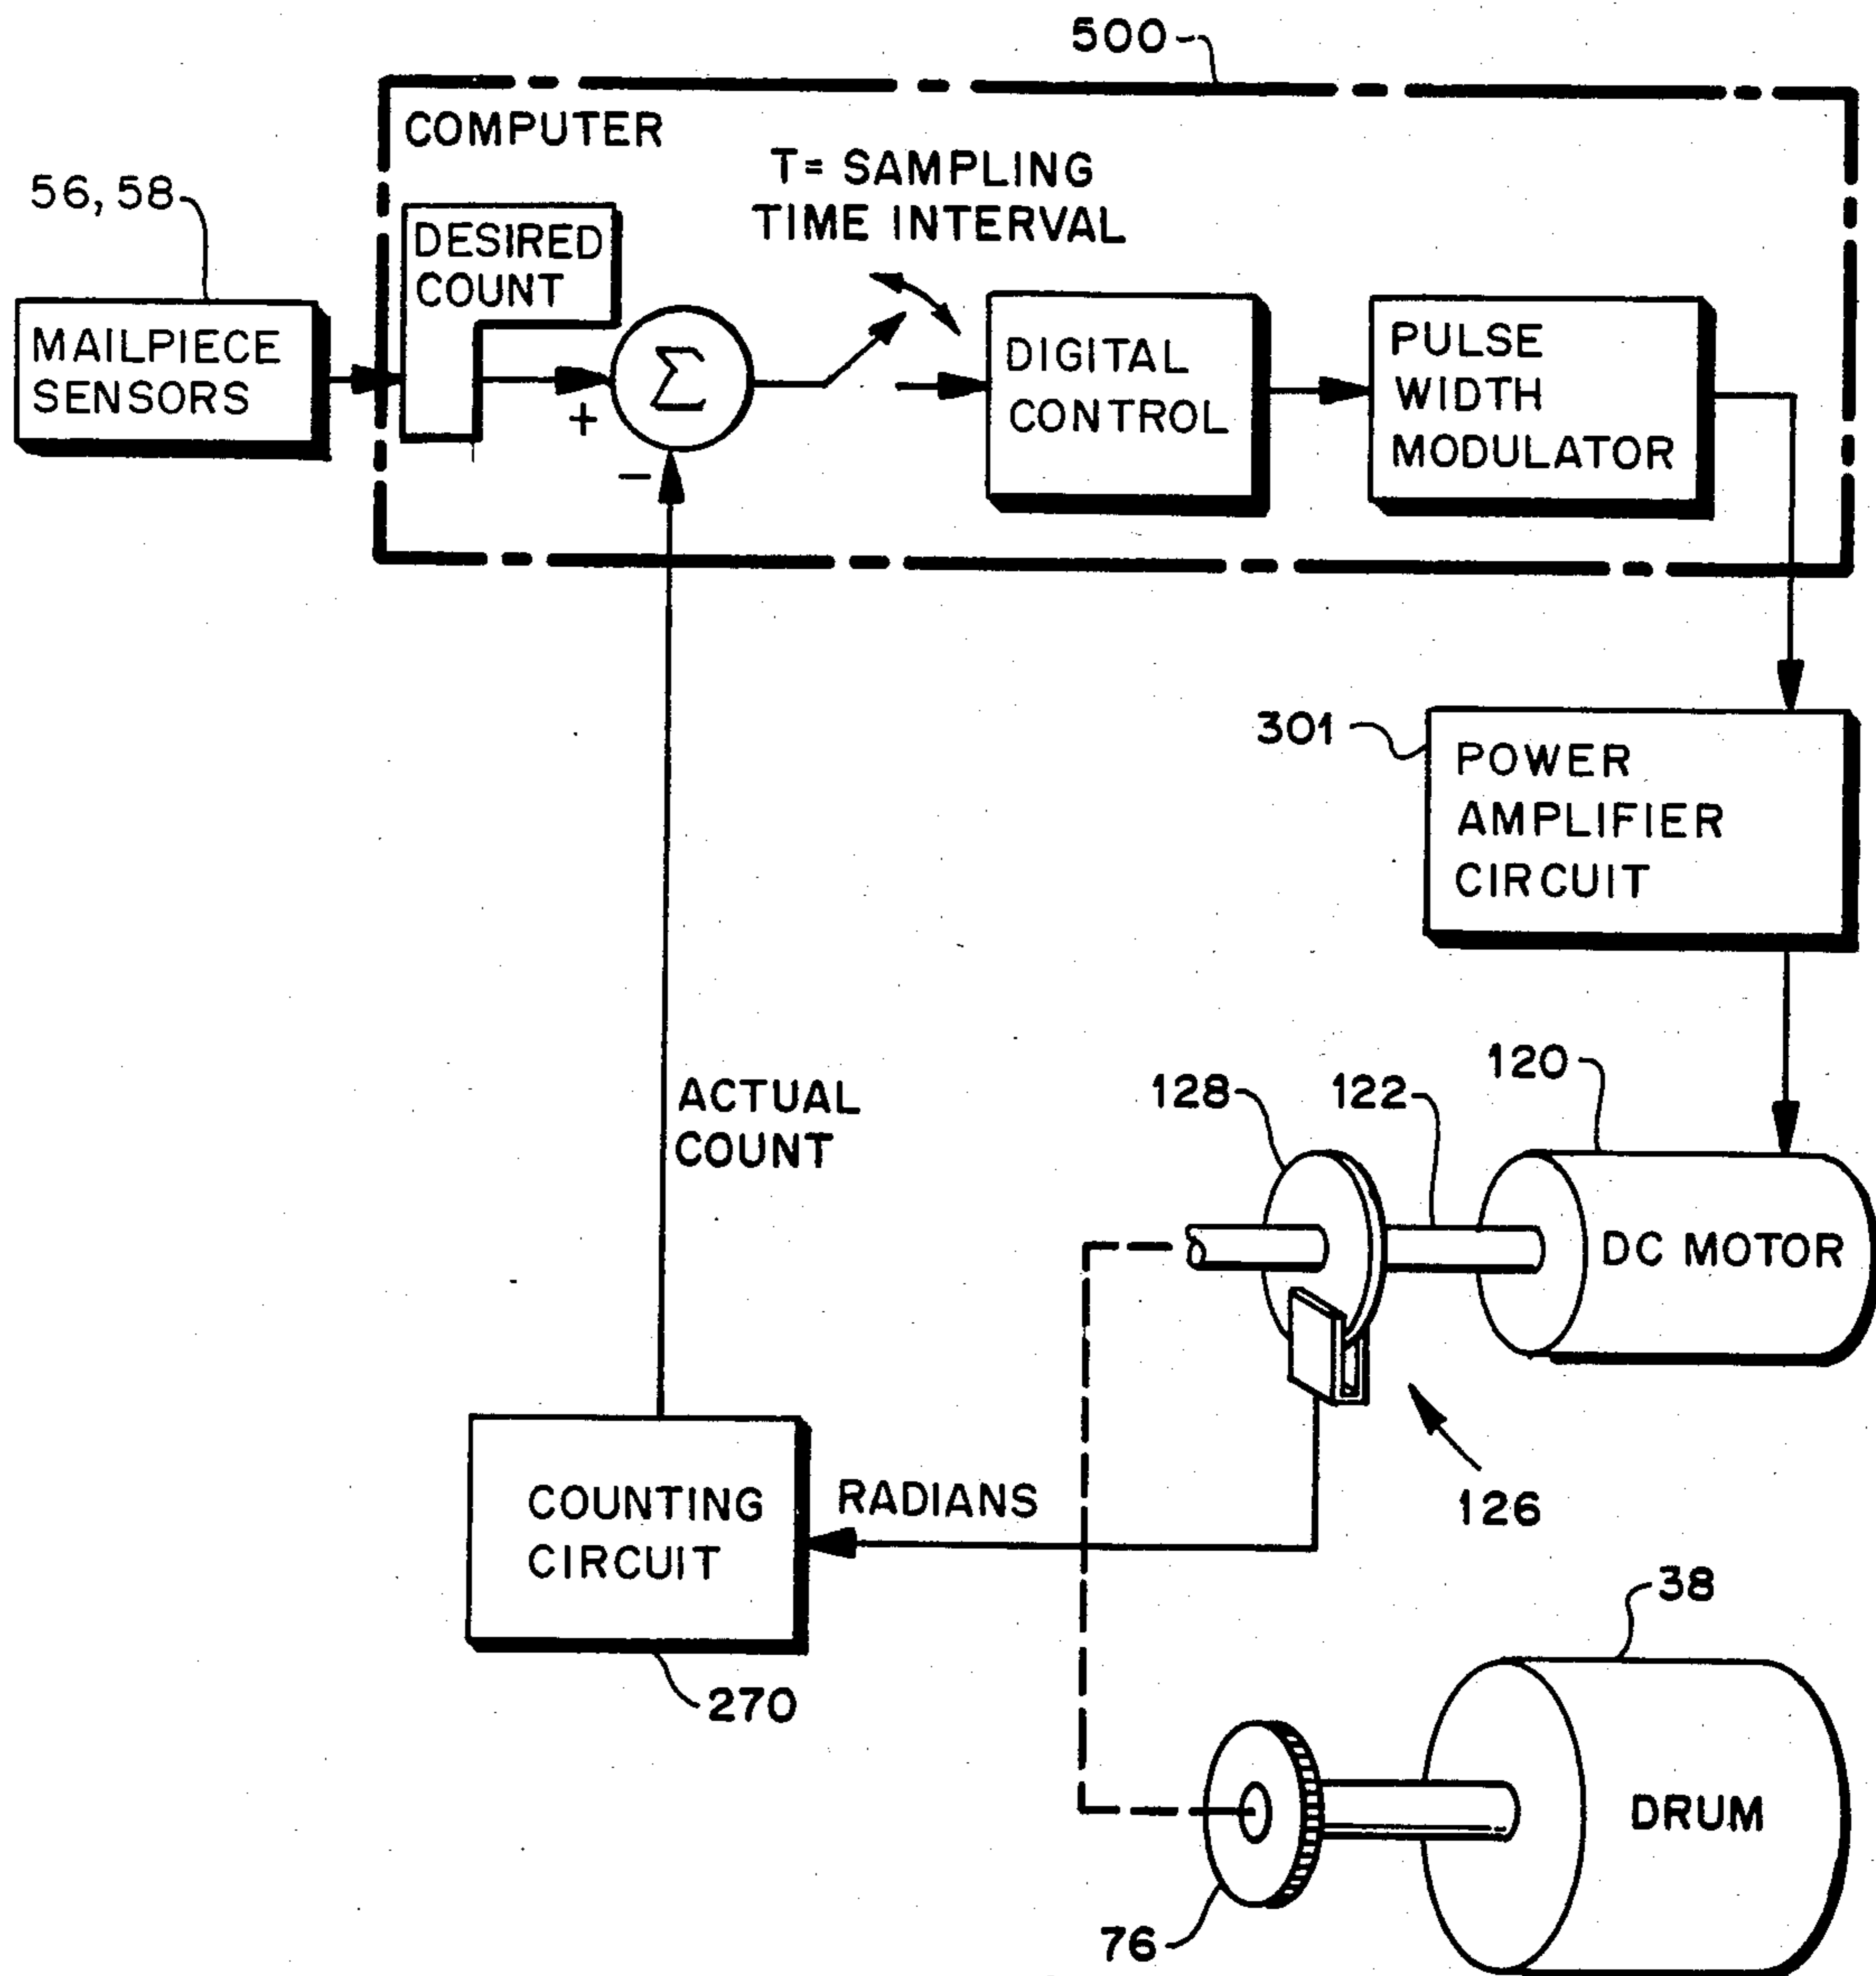 500
COMPUTER
T= SAMPLING
TIME INTERVAL
56, 58
DESIRED
COUNT
MAILPIECE
SENSORS
+
Σ
−
DIGITAL
CONTROL
PULSE
WIDTH
MODULATOR
301
POWER
AMPLIFIER
CIRCUIT
ACTUAL
COUNT
128
122
120
DC MOTOR
126
RADIANS
COUNTING
CIRCUIT
270
38
DRUM
76